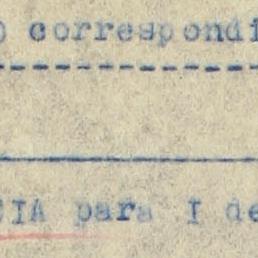 correspondi
IA para I de